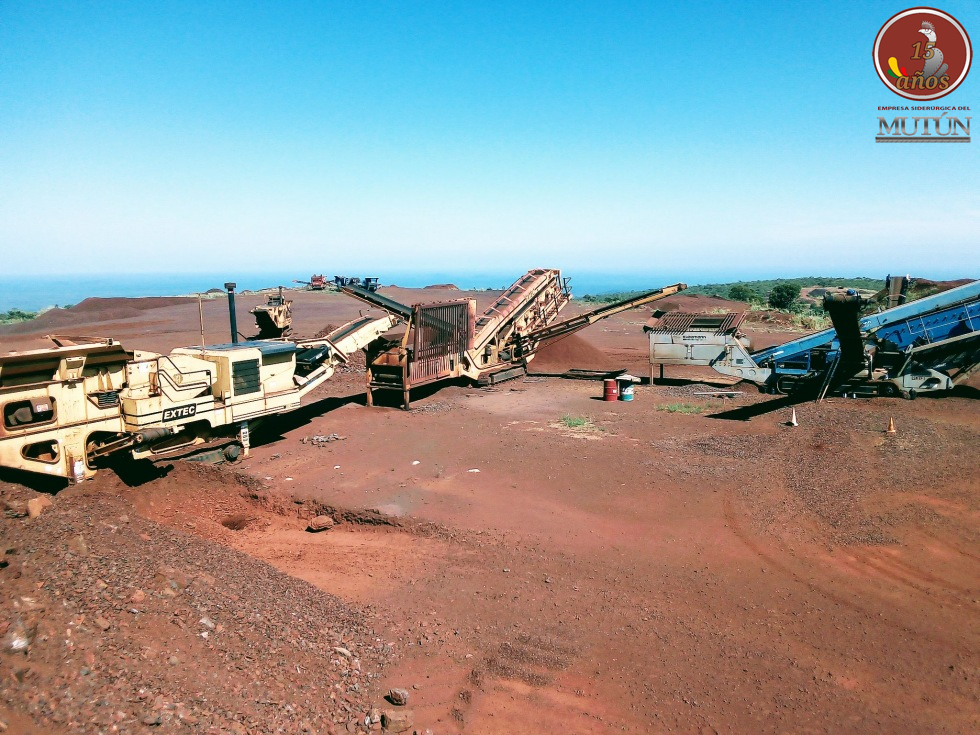 15
años
EMPRESA SIDERÚRGICA DEL
MUTÚN
EXTEC